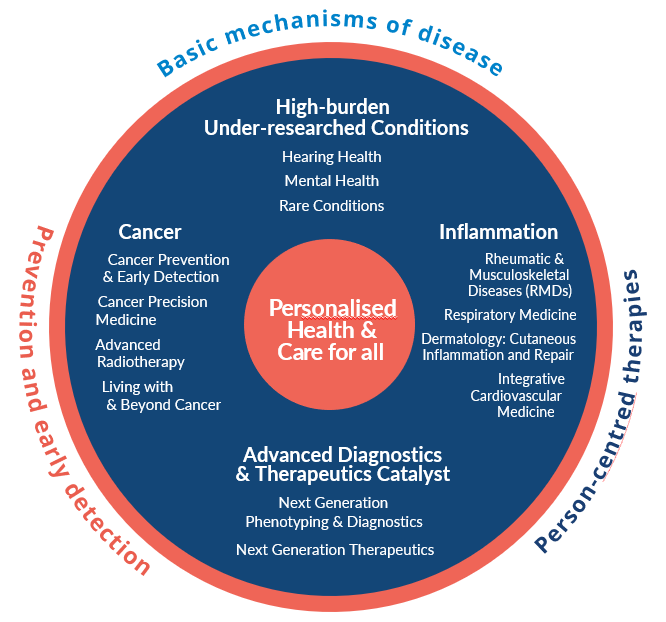 Basic mechanisms of disease
High-burden
Under-researched Conditions
Hearing Health
Mental Health
Rare Conditions
Cancer
Cancer Prevention
& Early Detection
Cancer Precision
Medicine
Advanced
Radiotherapy
Living with
& Beyond Cancer
Personalised
Health &
Care for all
Inflammation
Rheumatic &
Musculoskeletal
Diseases (RMDs)
Respiratory Medicine
Dermatology: Cutaneous
Inflammation and Repair
Integrative
Cardiovascular
Medicine
Advanced Diagnostics
& Therapeutics Catalyst
Next Generation
Phenotyping & Diagnostics
Next Generation Therapeutics
Prevention and early detection
Person-centred therapies